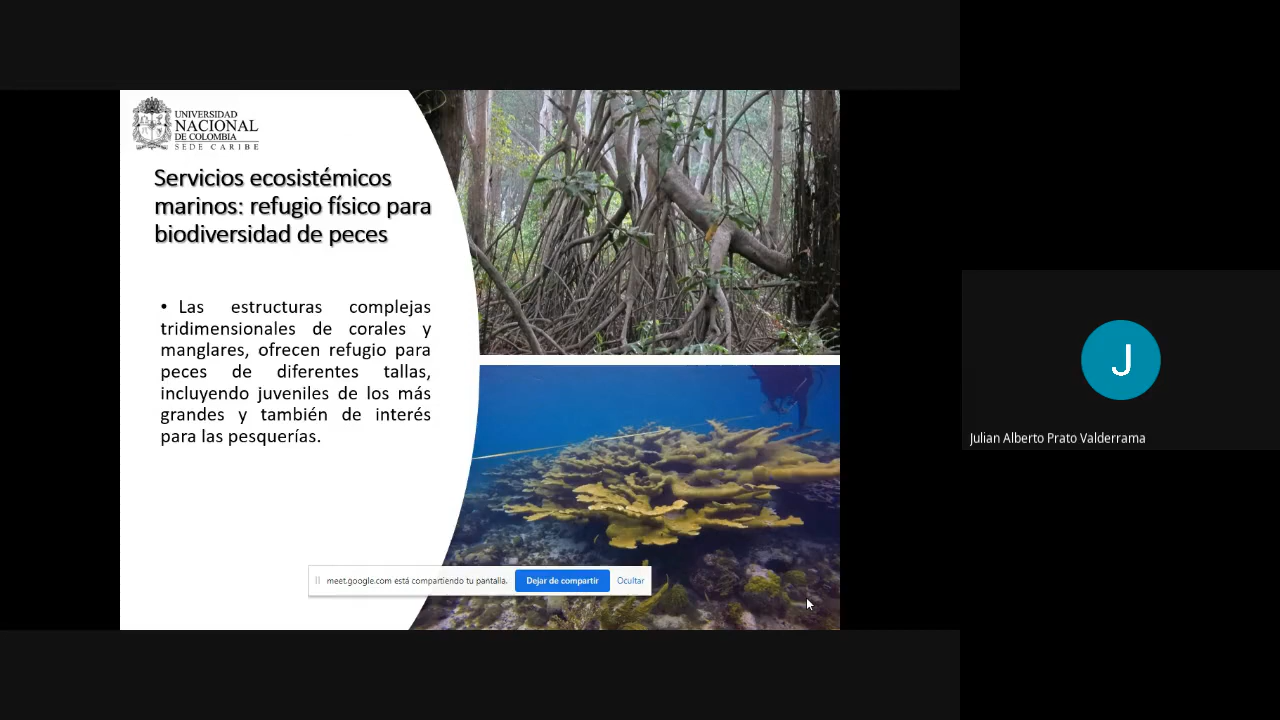 UNIVERSIDAD
NACIONAL
DE COLOMBIA
SEDE CARIBE
Servicios ecosistémicos
marinos: refugio físico para
biodiversidad de peces
• Las estructuras complejas
tridimensionales de corales y
manglares, ofrecen refugio para
peces de diferentes tallas,
incluyendo juveniles de los más
grandes y también de interés
para las pesquerías.
meet.google.com está compartiendo tu pantalla. Dejar de compartir Ocultar
J
Julian Alberto Prato Valderrama